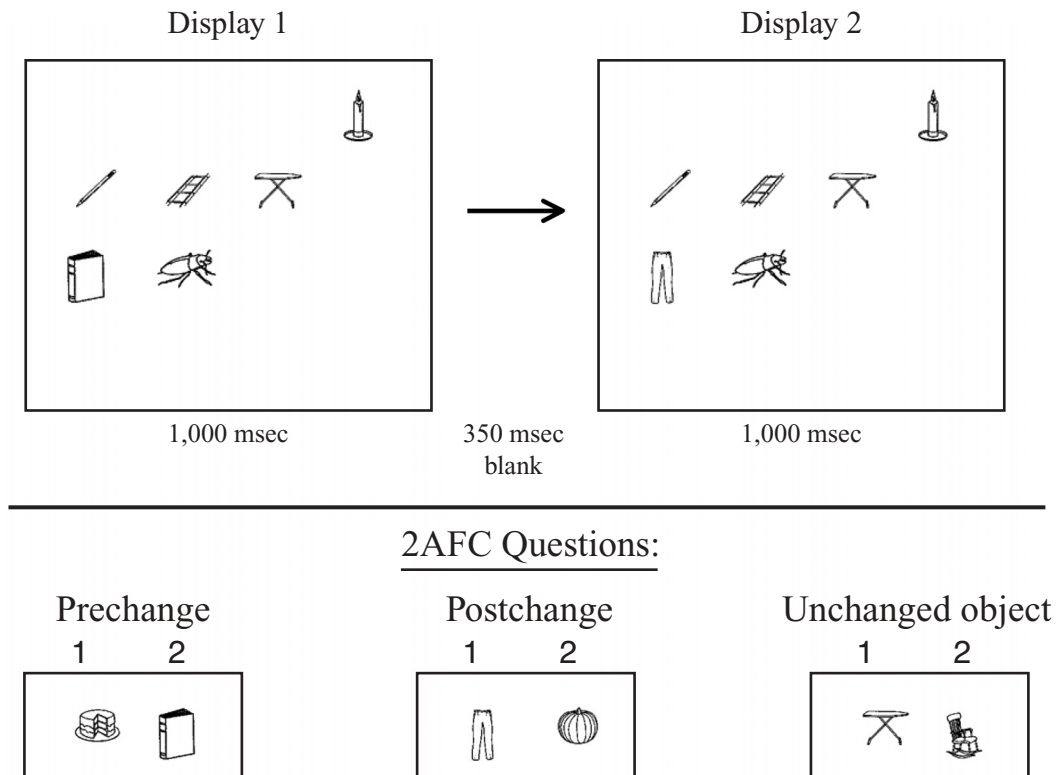 Display 1
Display 2
1,000 msec
350 msec
blank
1,000 msec
2AFC Questions:
Prechange
Postchange
Unchanged object
1 2
1 2
1 2